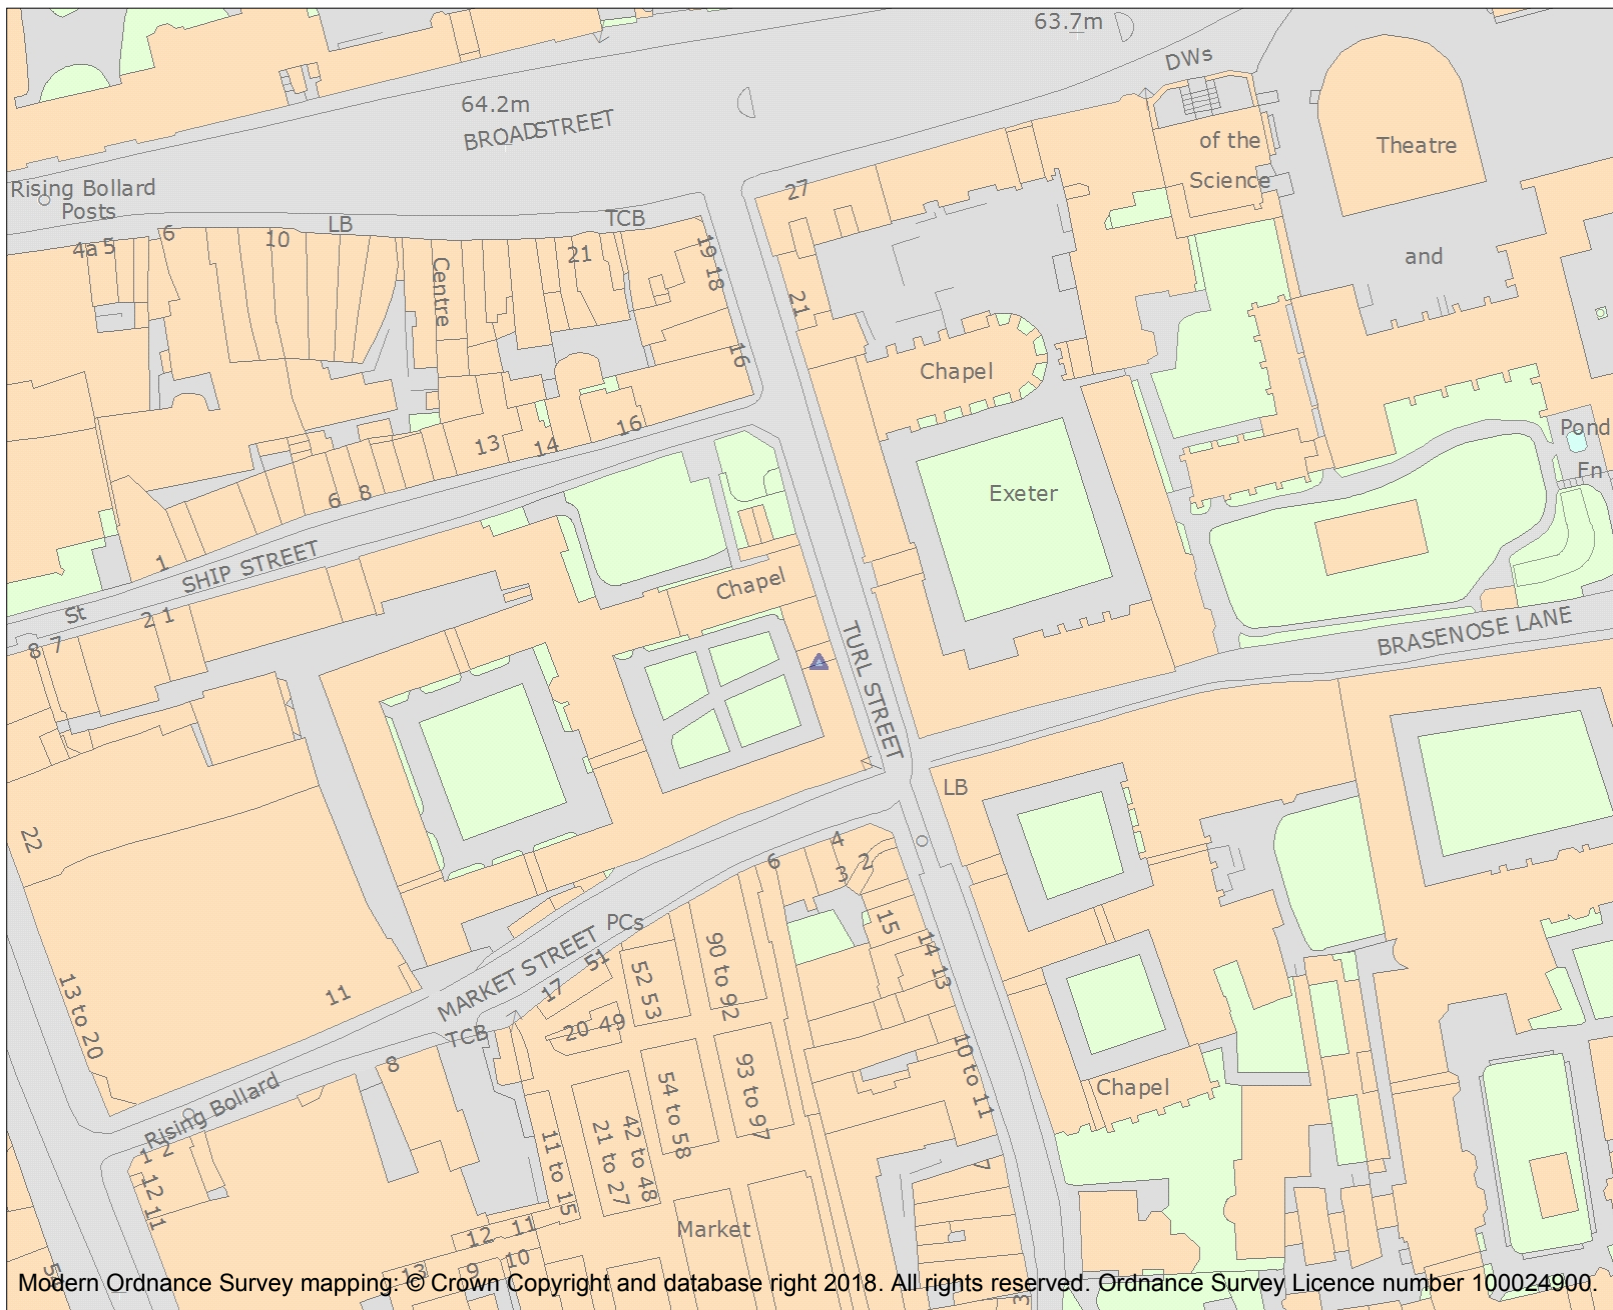 63.7m
DWs
64.2m
BROADSTREET
of the
Science
Theatre
Rising Bollard
Posts
27
LB
TCB
4a 5
6
10
21
Centre
19 18
and
21
16
Chapel
16
13
14
Pond
6
8
Exeter
Fn
1
SHIP STREET
Chapel
St
2 1
8 7
TURL STREET
BRASENOSE LANE
LB
22
4
6
3
2
PCs
15
MARKET STREET
51
90 to 92
14 13
17
52 53
11
13 to 20
20 49
TCB
8
10 to 11
93 to 97
54 to 58
Chapel
Rising Bollard
1 2
42 to 48
21 to 27
11 to 15
7
12 11
Market
12
11
10
9
13
Modern Ordnance Survey mapping: © Crown Copyright and database right 2018. All rights reserved. Ordnance Survey Licence number 100024900.
3